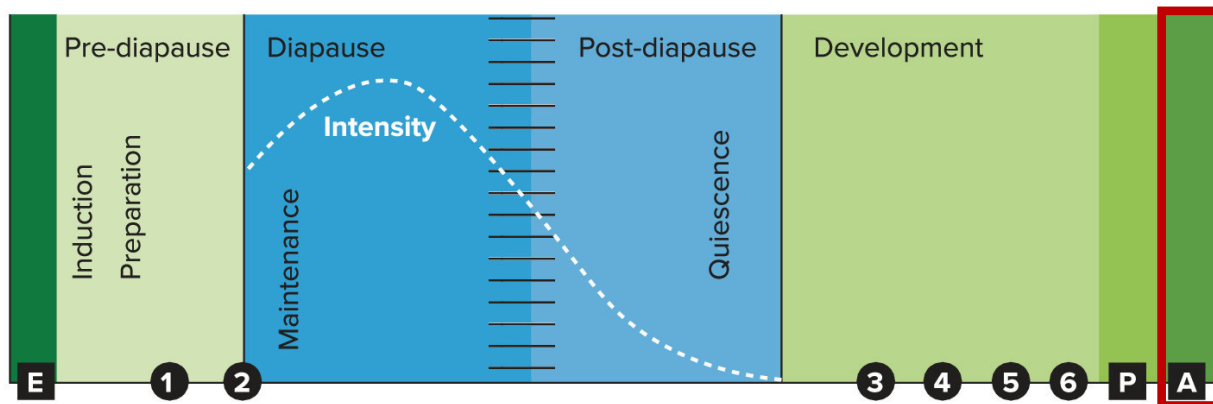 Pre-diapause
Diapause
Post-diapause
Development
Intensity
Induction
Preparation
Maintenance
Quiescence
E
1
2
3
4
5
6
P
A